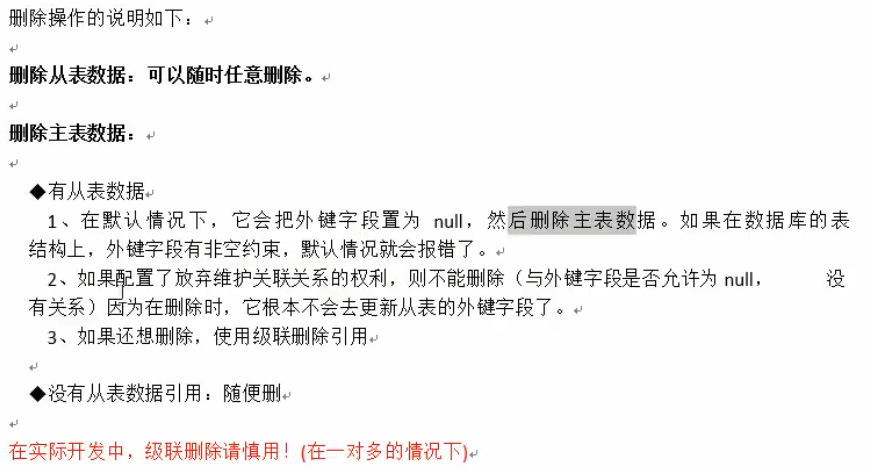 删除操作的说明如下：
删除从表数据：可以随时任意删除。
删除主表数据：
◆有从表数据
1、在默认情况下，它会把外键字段置为 null，然后删除主表数据。如果在数据库的表
结构上，外键字段有非空约束，默认情况就会报错了。
2、如果配置了放弃维护关联关系的权利，则不能删除（与外键字段是否允许为 null， 没
有关系）因为在删除时，它根本不会去更新从表的外键字段了。
3、如果还想删除，使用级联删除引用
◆没有从表数据引用：随便删
在实际开发中，级联删除请慎用！(在一对多的情况下)